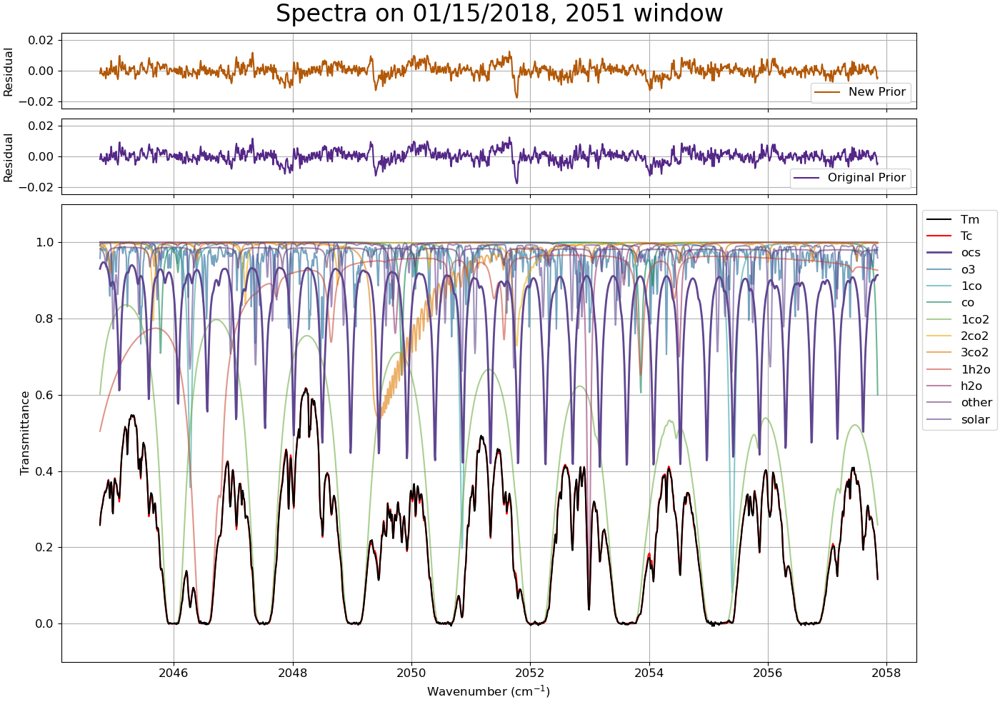 Spectra on 01/15/2018, 2051 window
0.02
0.00
−0.02
Residual
New Prior
0.02
0.00
−0.02
Residual
Original Prior
1.0
0.8
0.6
0.4
0.2
0.0
Transmittance
Tm
Tc
ocs
o3
1co
co
1co2
2co2
3co2
1h2o
h2o
other
solar
2046 2048 2050 2052 2054 2056 2058
Wavenumber (cm⁻¹)